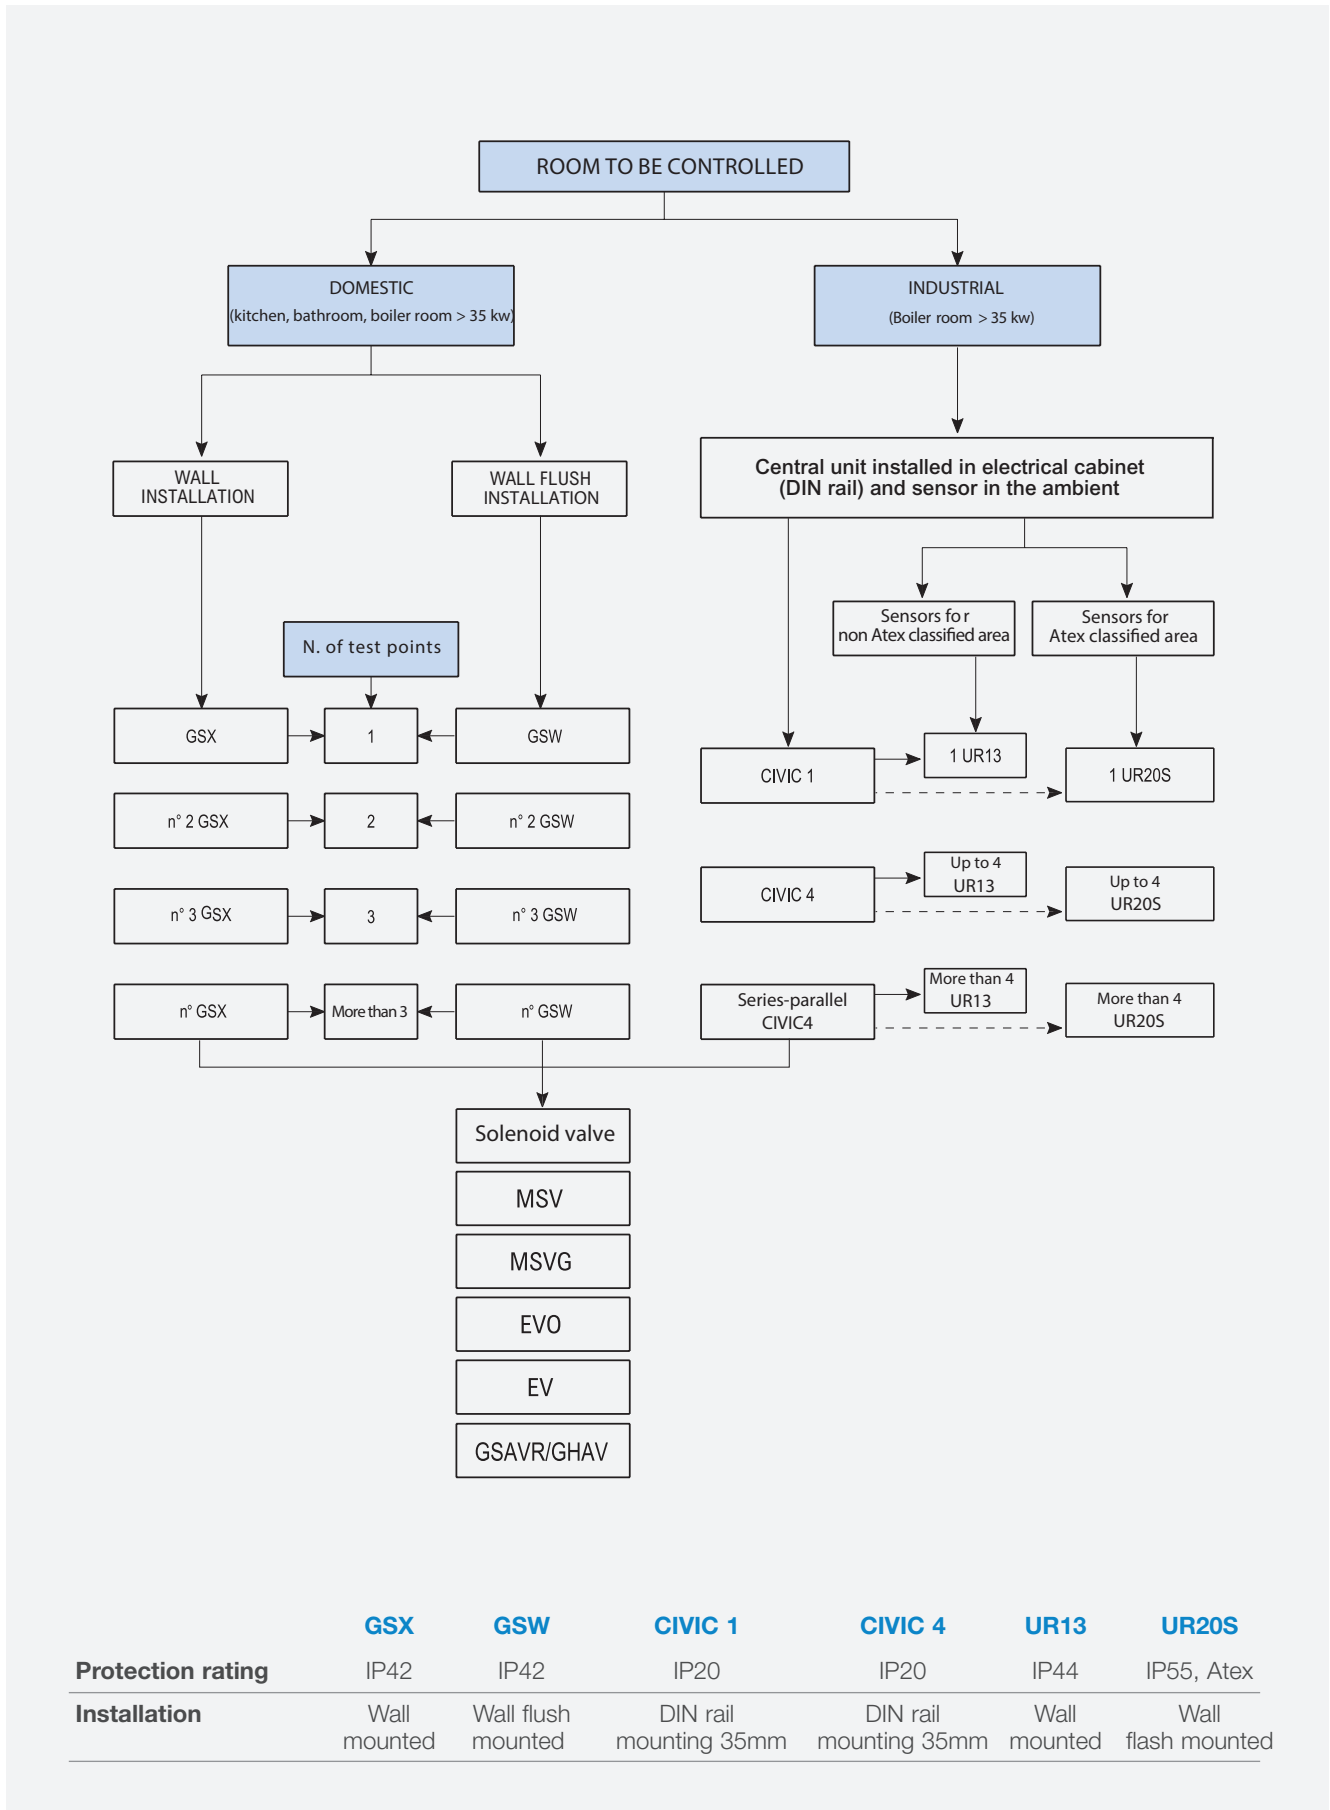 ROOM TO BE CONTROLLED
DOMESTIC
(kitchen, bathroom, boiler room > 35 kw)
INDUSTRIAL
(Boiler room > 35 kw)
WALL
INSTALLATION
WALL FLUSH
INSTALLATION
Central unit installed in electrical cabinet
(DIN rail) and sensor in the ambient
N. of test points
Sensors for
non Atex classified area
Sensors for
Atex classified area
GSX
1
GSW
CIVIC 1
1 UR13
1 UR20S
n° 2 GSX
2
n° 2 GSW
CIVIC 4
Up to 4
UR13
Up to 4
UR20S
n° 3 GSX
3
n° 3 GSW
n° GSX
More than 3
n° GSW
Series-parallel
CIVIC4
More than 4
UR13
More than 4
UR20S
Solenoid valve
MSV
MSVG
EVO
EV
GSAVR/GHAV
GSX GSW CIVIC 1 CIVIC 4 UR13 UR20S
Protection rating IP42 IP42 IP20 IP20 IP44 IP55, Atex
Installation Wall Wall flush DIN rail DIN rail Wall Wall
mounted mounted mounting 35mm mounting 35mm mounted flash mounted